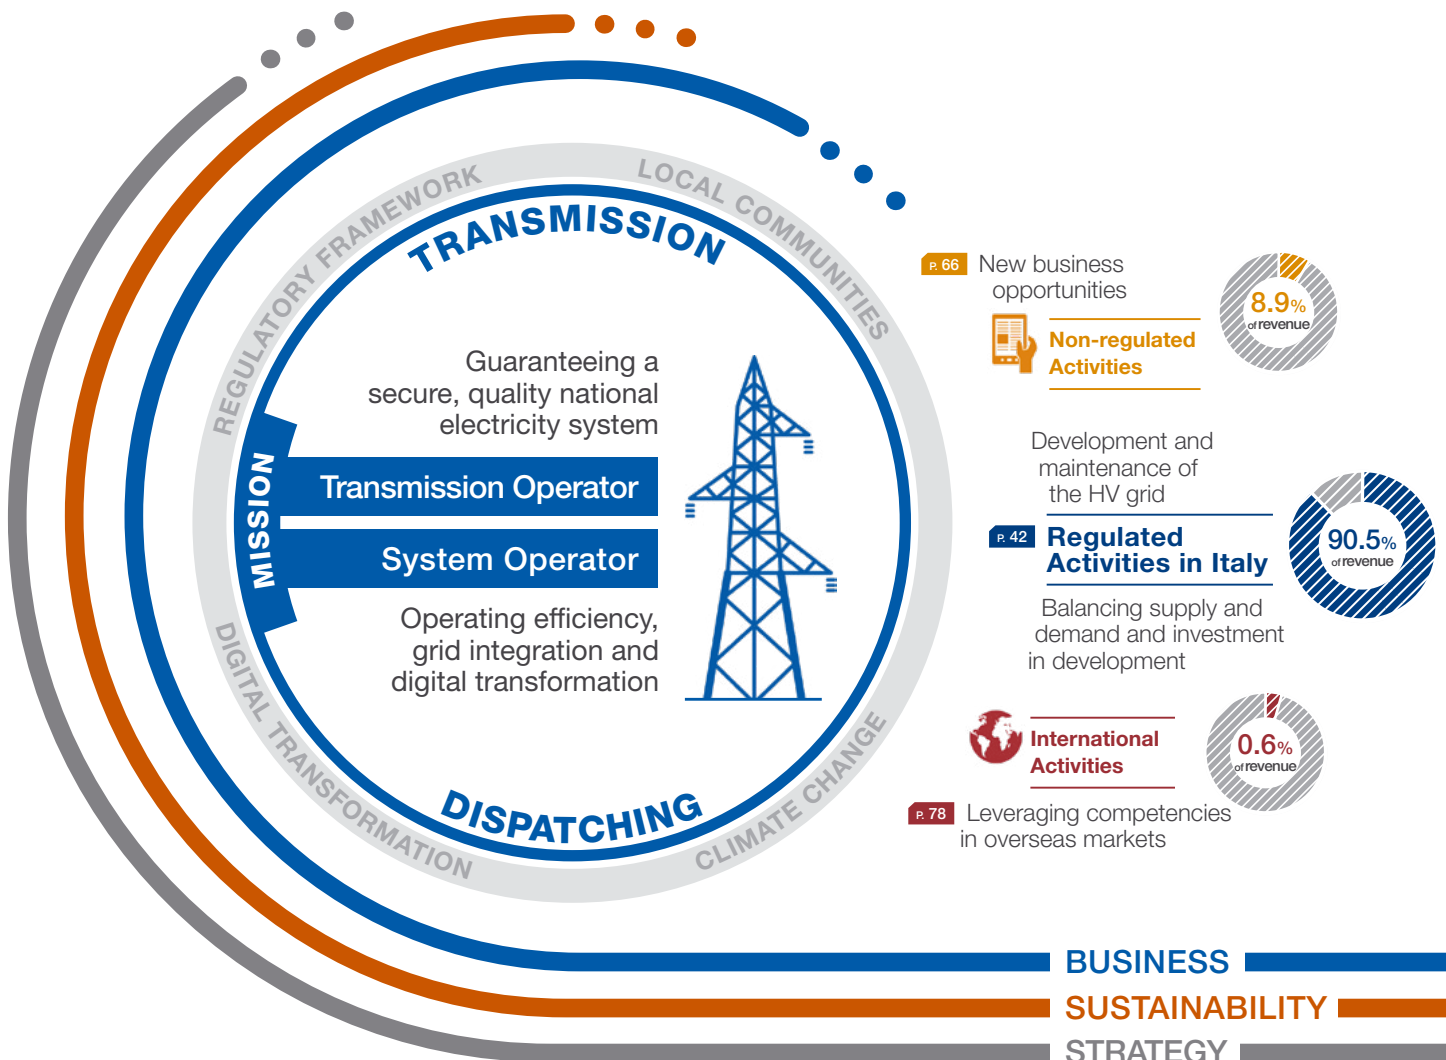 REGULATORY FRAMEWORK
LOCAL COMMUNITIES
TRANSMISSION
Guaranteeing a
secure, quality national
electricity system
MISSION
Transmission Operator
System Operator
Operating efficiency,
grid integration and
digital transformation
DISPATCHING
DIGITAL TRANSFORMATION
CLIMATE CHANGE
P. 66 New business
opportunities
Non-regulated
Activities
8.9%
of revenue
Development and
maintenance of
the HV grid
P. 42 Regulated
Activities in Italy
90.5%
of revenue
Balancing supply and
demand and investment
in development
International
Activities
0.6%
of revenue
P. 78 Leveraging competencies
in overseas markets
BUSINESS
SUSTAINABILITY
STRATEGY